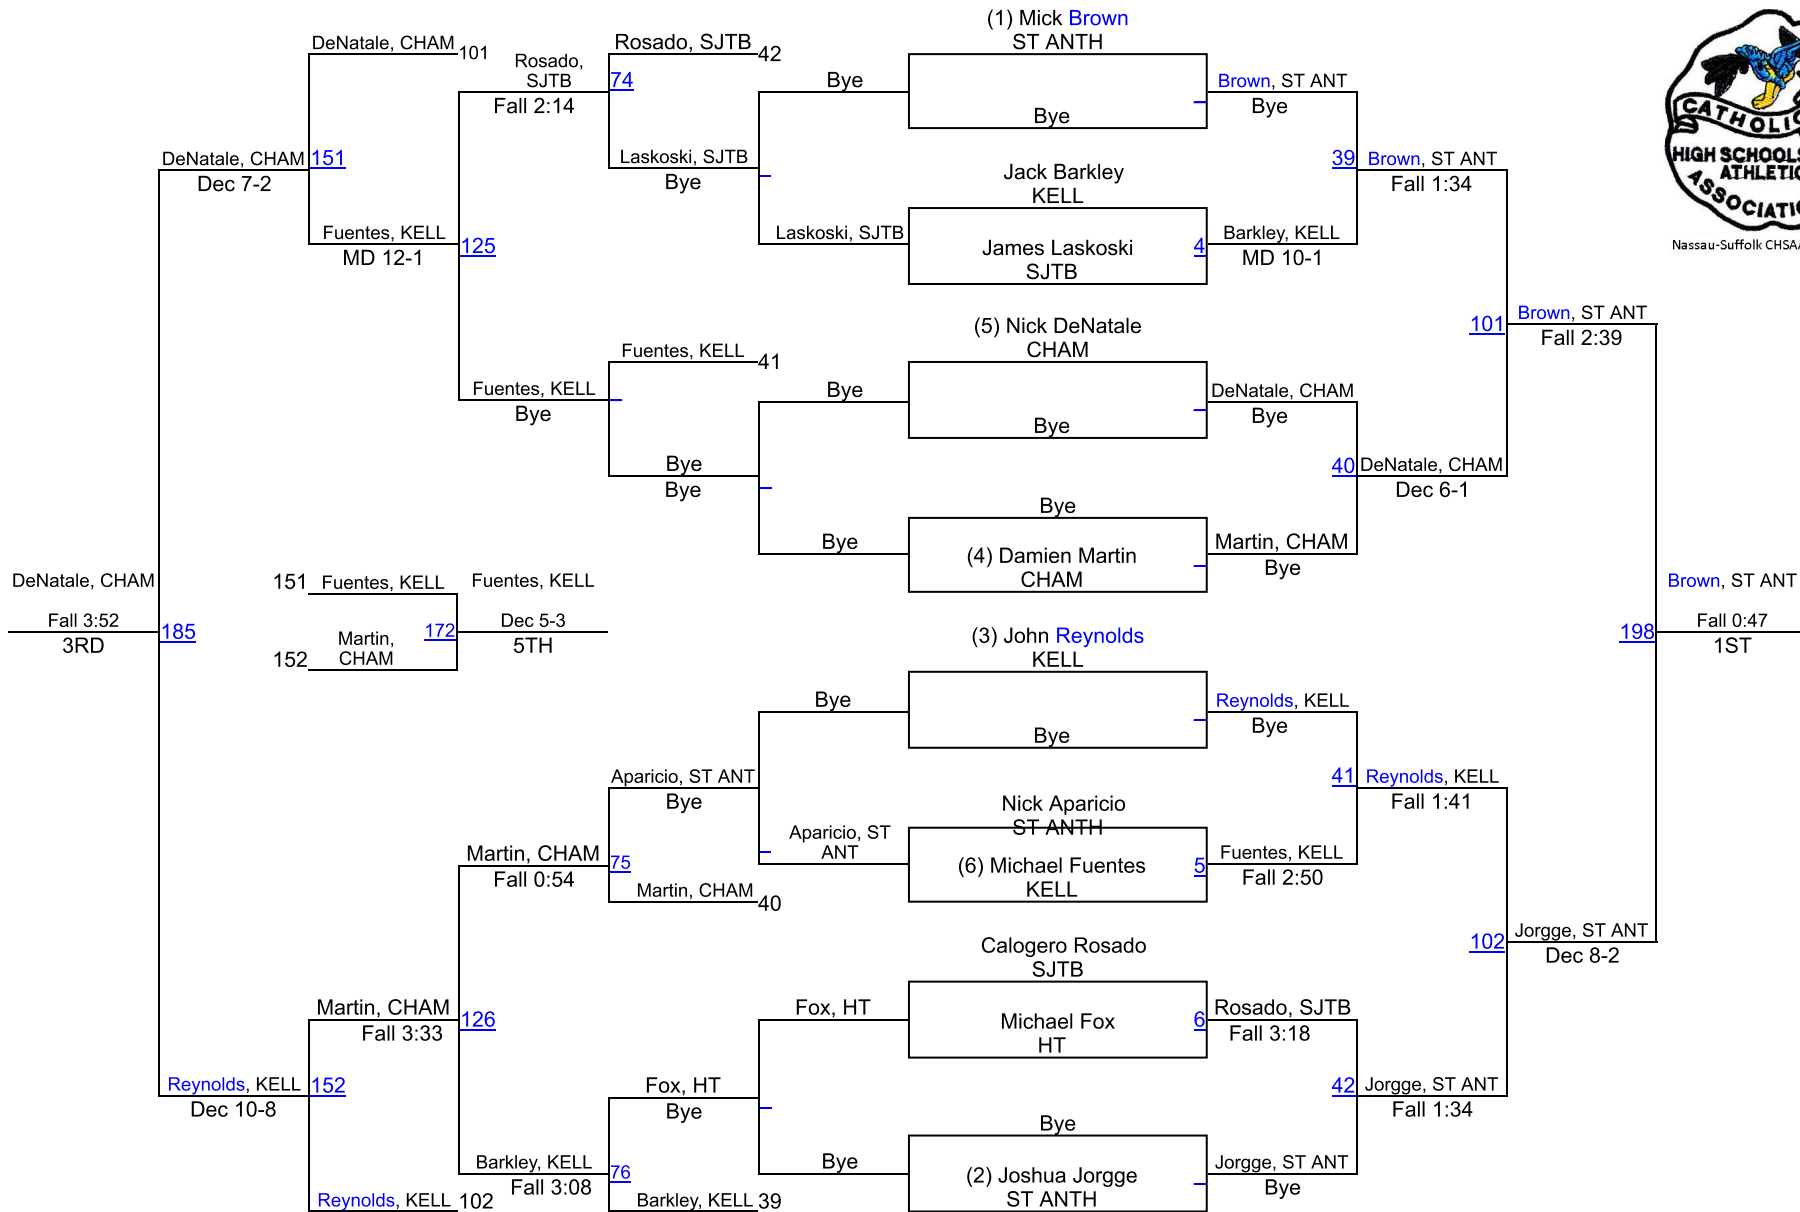 (1) Mick Brown
ST ANTH
DeNatale, CHAM
101
Rosado,
SJTB
Fall 2:14
Rosado, SJTB
42
74
Bye
Bye
Brown, ST ANT
Bye
CATHOLIC
HIGH SCHOOLS
ATHLETIC
ASSOCIATIO
Nassau-Suffolk CHSAA
DeNatale, CHAM
Dec 7-2
151
Laskoski, SJTB
Bye
Jack Barkley
KELL
39
Brown, ST ANT
Fall 1:34
Fuentes, KELL
MD 12-1
125
Laskoski, SJTB
James Laskoski
SJTB
4
Barkley, KELL
MD 10-1
(5) Nick DeNatale
CHAM
101
Brown, ST ANT
Fall 2:39
Fuentes, KELL
41
Fuentes, KELL
Bye
Bye
Bye
DeNatale, CHAM
Bye
Bye
Bye
40
DeNatale, CHAM
Dec 6-1
Bye
Bye
(4) Damien Martin
CHAM
Martin, CHAM
Bye
DeNatale, CHAM
Fall 3:52
3RD
185
151
Fuentes, KELL
Fuentes, KELL
Martin,
CHAM
152
172
Dec 5-3
5TH
Brown, ST ANT
198
Fall 0:47
1ST
(3) John Reynolds
KELL
Bye
Bye
Reynolds, KELL
Bye
Aparicio, ST ANT
Bye
41
Reynolds, KELL
Fall 1:41
Nick Aparicio
ST ANTH
Martin, CHAM
Fall 0:54
75
Aparicio, ST
ANT
(6) Michael Fuentes
KELL
5
Fuentes, KELL
Fall 2:50
Martin, CHAM
40
Calogero Rosado
SJTB
102
Jorgge, ST ANT
Dec 8-2
Martin, CHAM
Fall 3:33
126
Fox, HT
Michael Fox
HT
6
Rosado, SJTB
Fall 3:18
Reynolds, KELL
Dec 10-8
152
Fox, HT
Bye
42
Jorgge, ST ANT
Fall 1:34
Bye
Barkley, KELL
Fall 3:08
76
Bye
(2) Joshua Jorgge
ST ANTH
Jorgge, ST ANT
Bye
Reynolds, KELL
102
Barkley, KELL
39